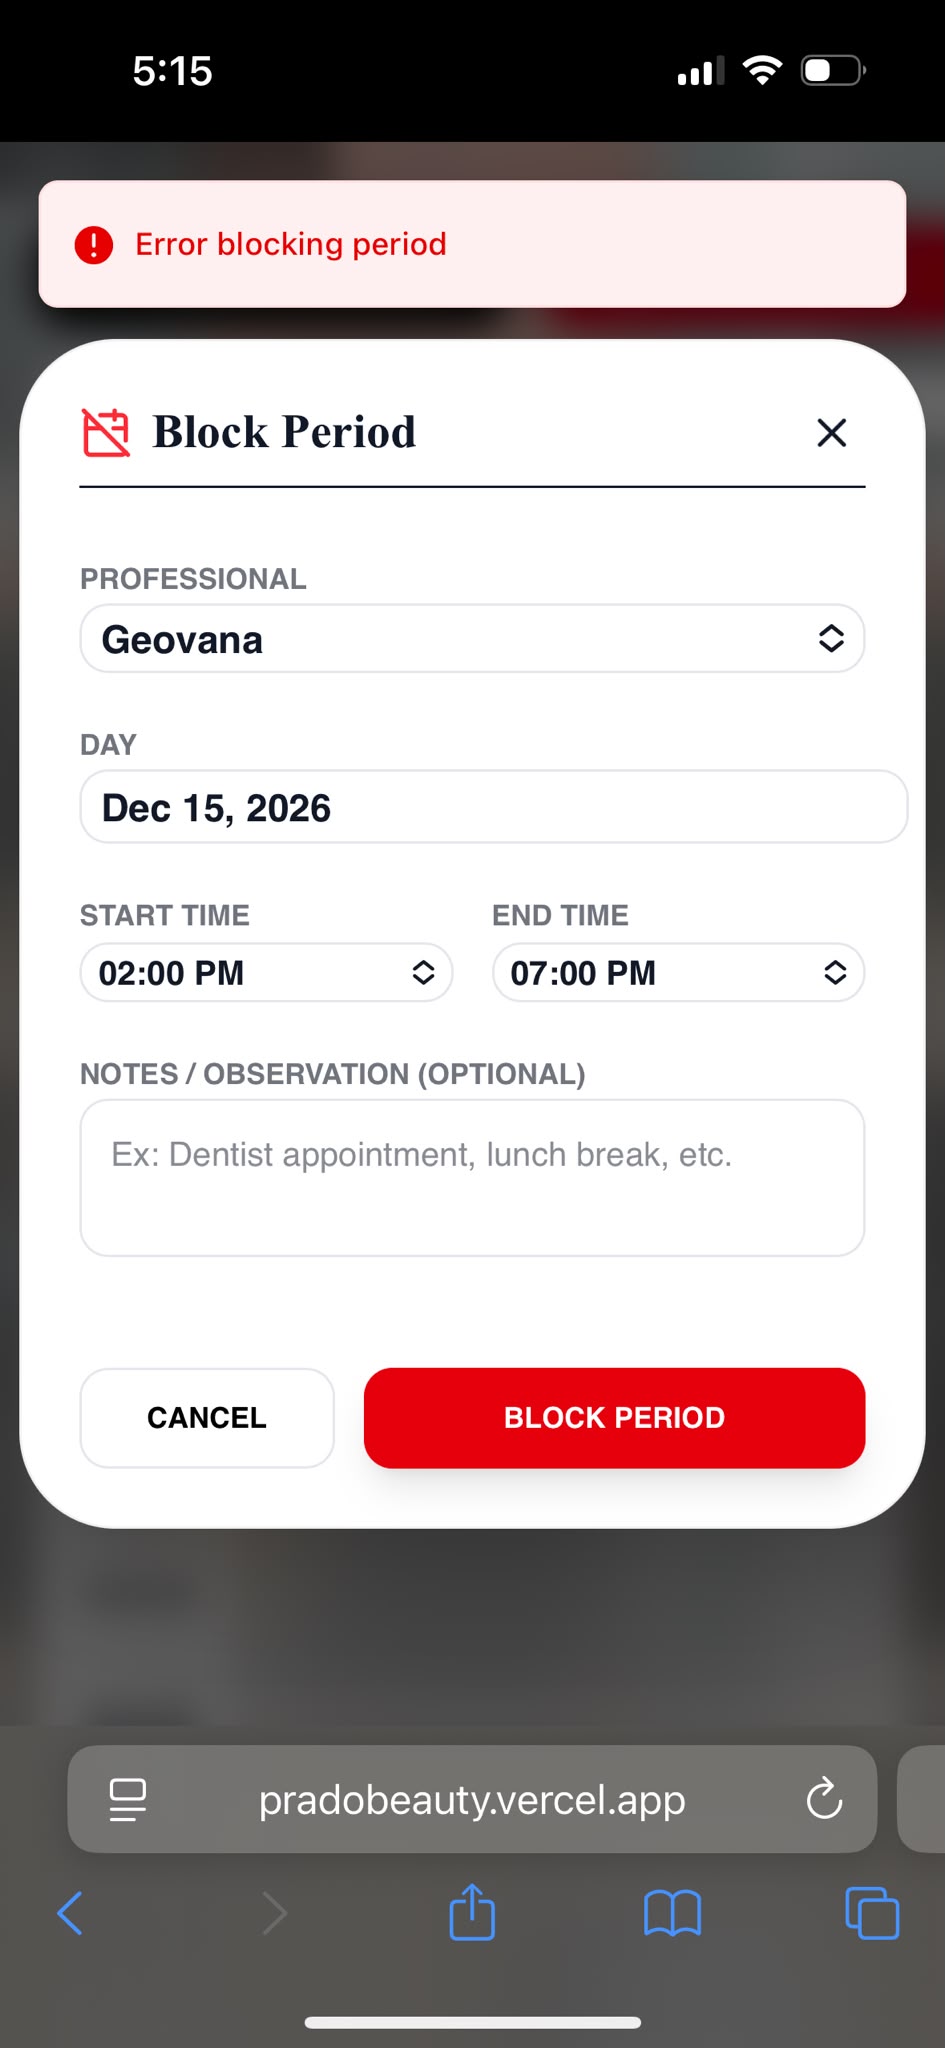 5:15
Error blocking period
Block Period
PROFESSIONAL
Geovana
DAY
Dec 15, 2026
START TIME
END TIME
02:00 PM
07:00 PM
NOTES / OBSERVATION (OPTIONAL)
Ex: Dentist appointment, lunch break, etc.
CANCEL
BLOCK PERIOD
pradobeauty.vercel.app